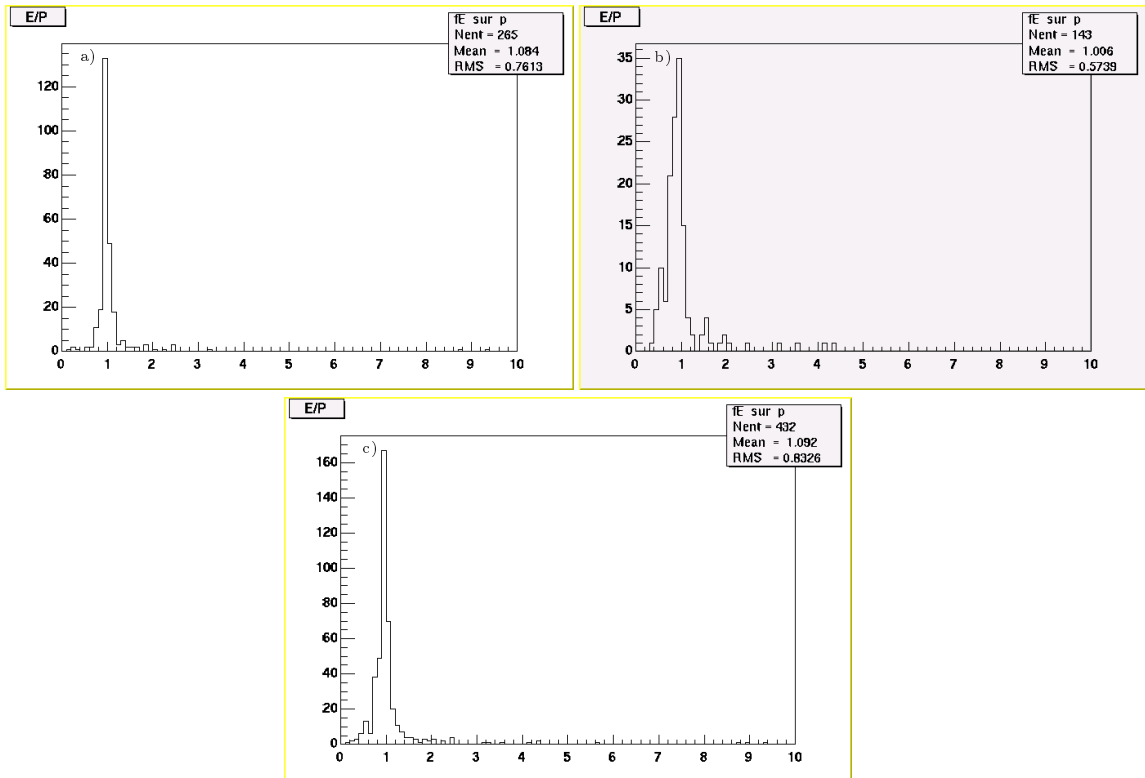 E/P
fE sur p
Nent = 265
Mean = 1.084
RMS = 0.7613
a)
120
100
80
60
40
20
0
0 1 2 3 4 5 6 7 8 9 10
E/P
fE sur p
Nent = 143
Mean = 1.006
RMS = 0.5739
b)
35
30
25
20
15
10
5
0
0 1 2 3 4 5 6 7 8 9 10
E/P
fE sur p
Nent = 432
Mean = 1.092
RMS = 0.8326
c)
160
140
120
100
80
60
40
20
0
0 1 2 3 4 5 6 7 8 9 10